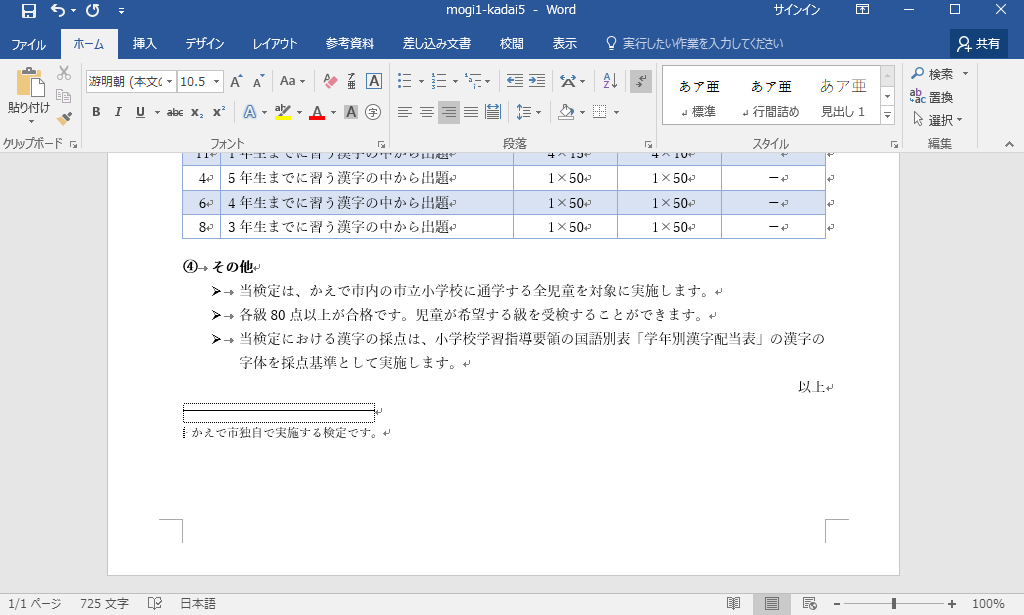 mogi1-kadai5 - Word
サインイン
ファイル ホーム 挿入 デザイン レイアウト 参考資料 差し込み文書 校閲 表示 実行したい作業を入力してください 共有
貼り付け
クリップボード
游明朝 (本文の 10.5 A A Aa ア亜 A
B I U abc x₂ x² A ab A A 字
フォント
段落
あア亜 あア亜 あア亜
標準 行間詰め 見出し 1
スタイル
検索
置換
選択
編集
11 1 年生までに習う漢字の中から出題 4×15 4×10 －
4 5 年生までに習う漢字の中から出題 1×50 1×50 －
6 4 年生までに習う漢字の中から出題 1×50 1×50 －
8 3 年生までに習う漢字の中から出題 1×50 1×50 －
④ その他
➢ 当検定は、かえで市内の市立小学校に通学する全児童を対象に実施します。
➢ 各級 80 点以上が合格です。児童が希望する級を受検することができます。
➢ 当検定における漢字の採点は、小学校学習指導要領の国語別表「学年別漢字配当表」の漢字の
字体を採点基準として実施します。
以上
かえで市独自で実施する検定です。
1/1 ページ 725 文字 日本語 100%